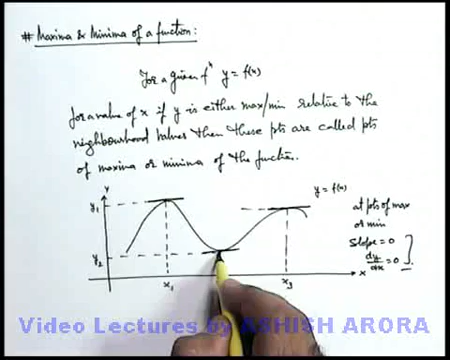 # Maxima & Minima of a function:
for a given fⁿ y = f(x)
for a value of x if y is either max/min relative to the
neighbourhood values then these pts are called pts
of maxima or minima of the function.
y
y = f(x)
y₁
at pts of max
or min
slope = 0
dy/dx = 0
y₂
x₁
x₃
x
Video Lectures by ASHISH ARORA